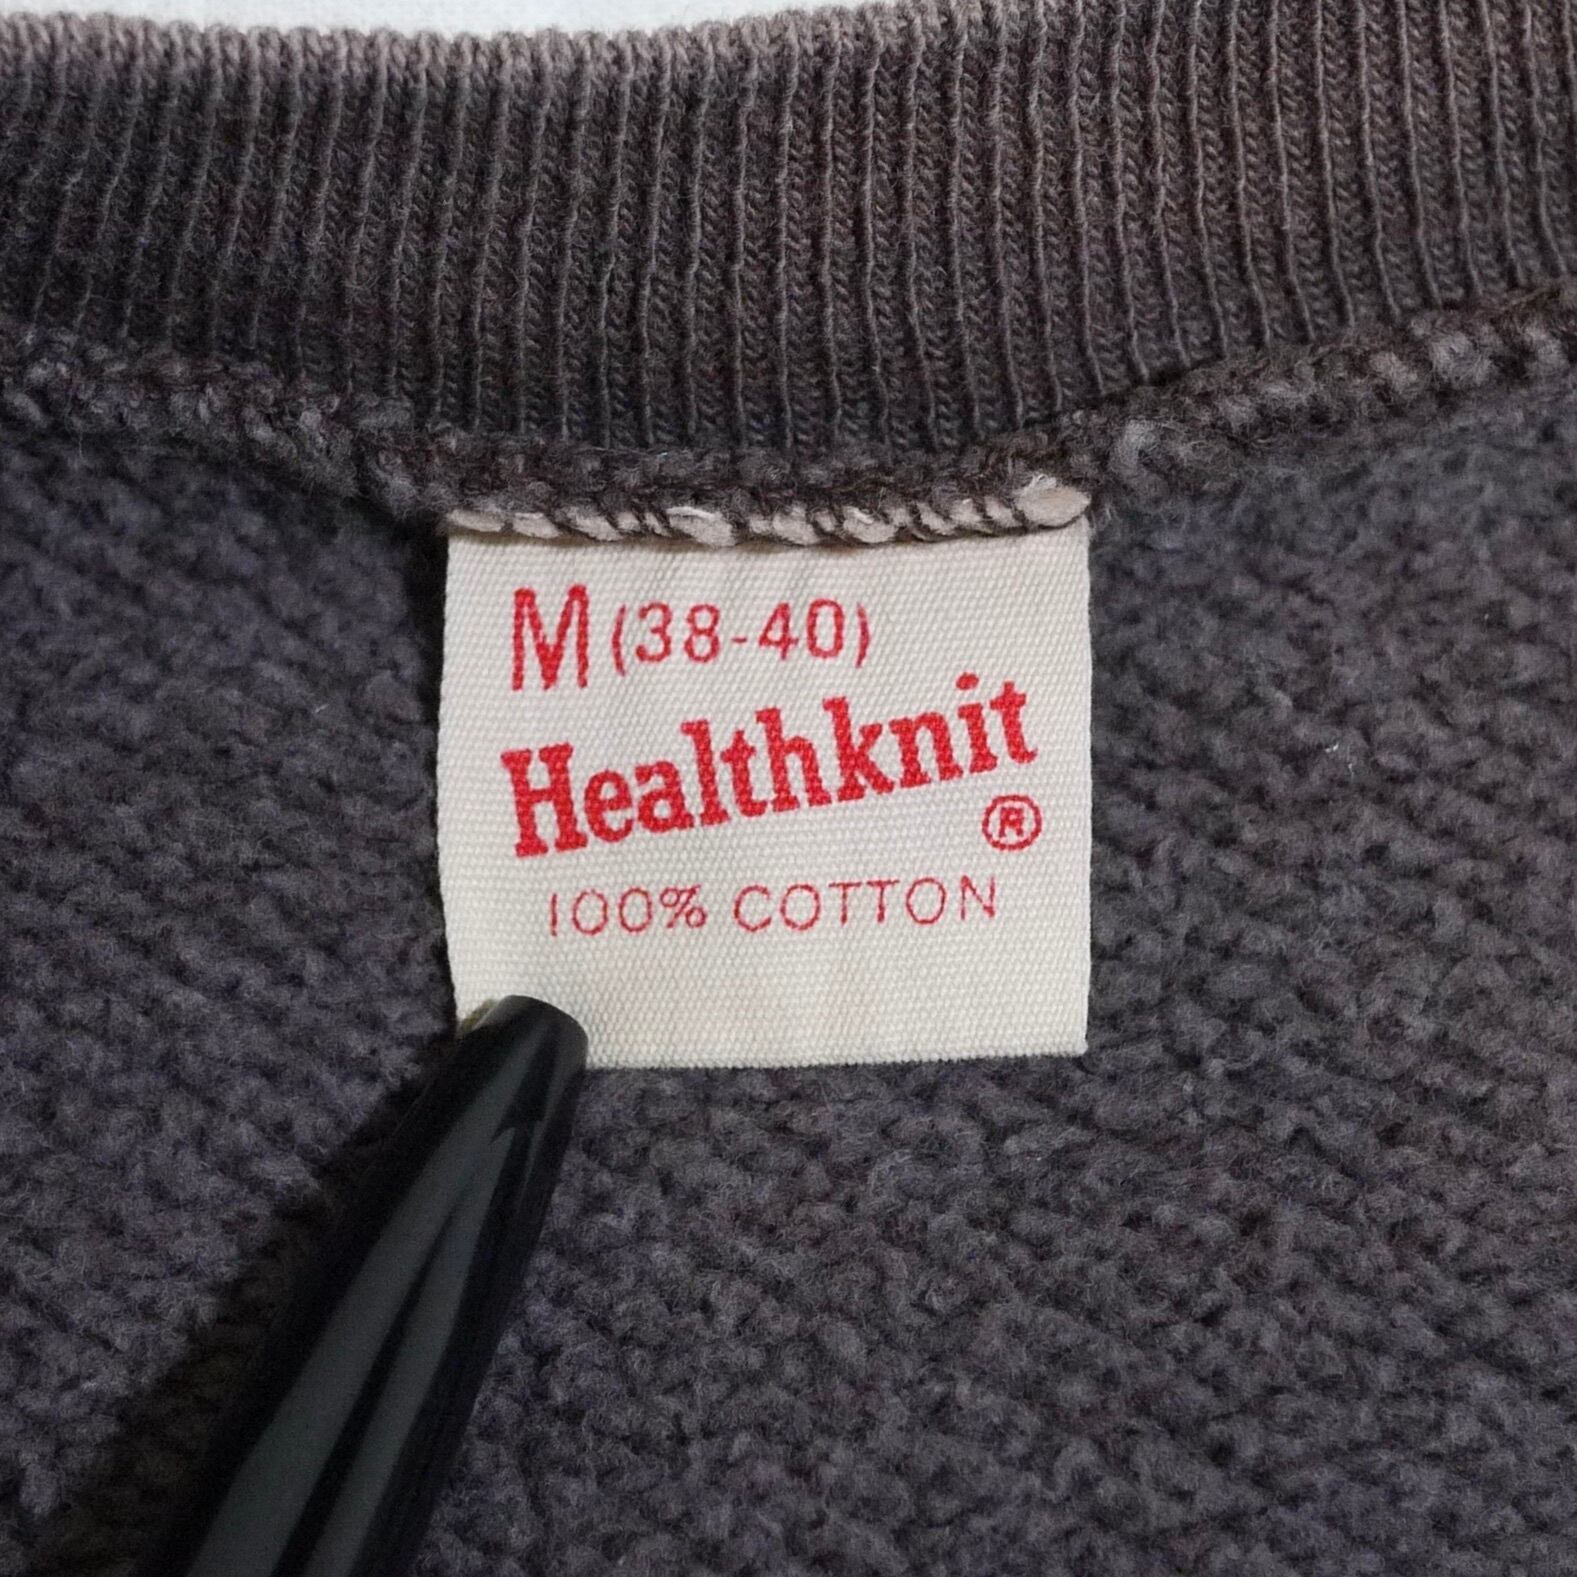 M (38-40)
Healthknit
®
100% COTTON